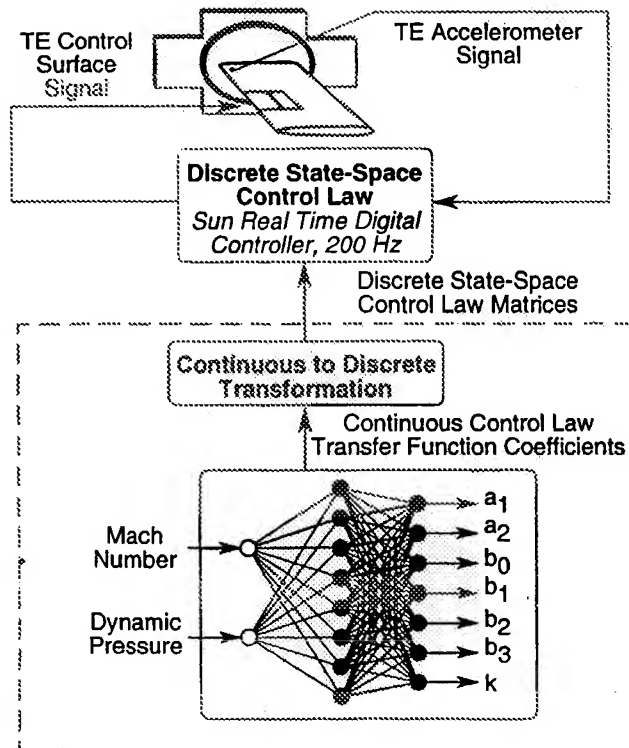 TE Control
Surface
Signal
TE Accelerometer
Signal
Discrete State-Space
Control Law
Sun Real Time Digital
Controller, 200 Hz
Discrete State-Space
Control Law Matrices
Continuous to Discrete
Transformation
Continuous Control Law
Transfer Function Coefficients
Mach
Number
Dynamic
Pressure
a1
a2
b0
b1
b2
b3
k